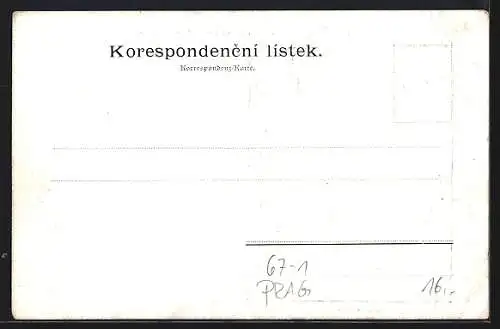 Korespondenční lístek.
Korrespondenz-Karte.
67-1
PRAG
16,-